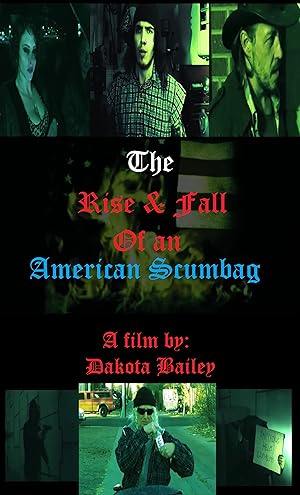 The
Rise & Fall
Of an
American Scumbag
A film by:
Dakota Bailey